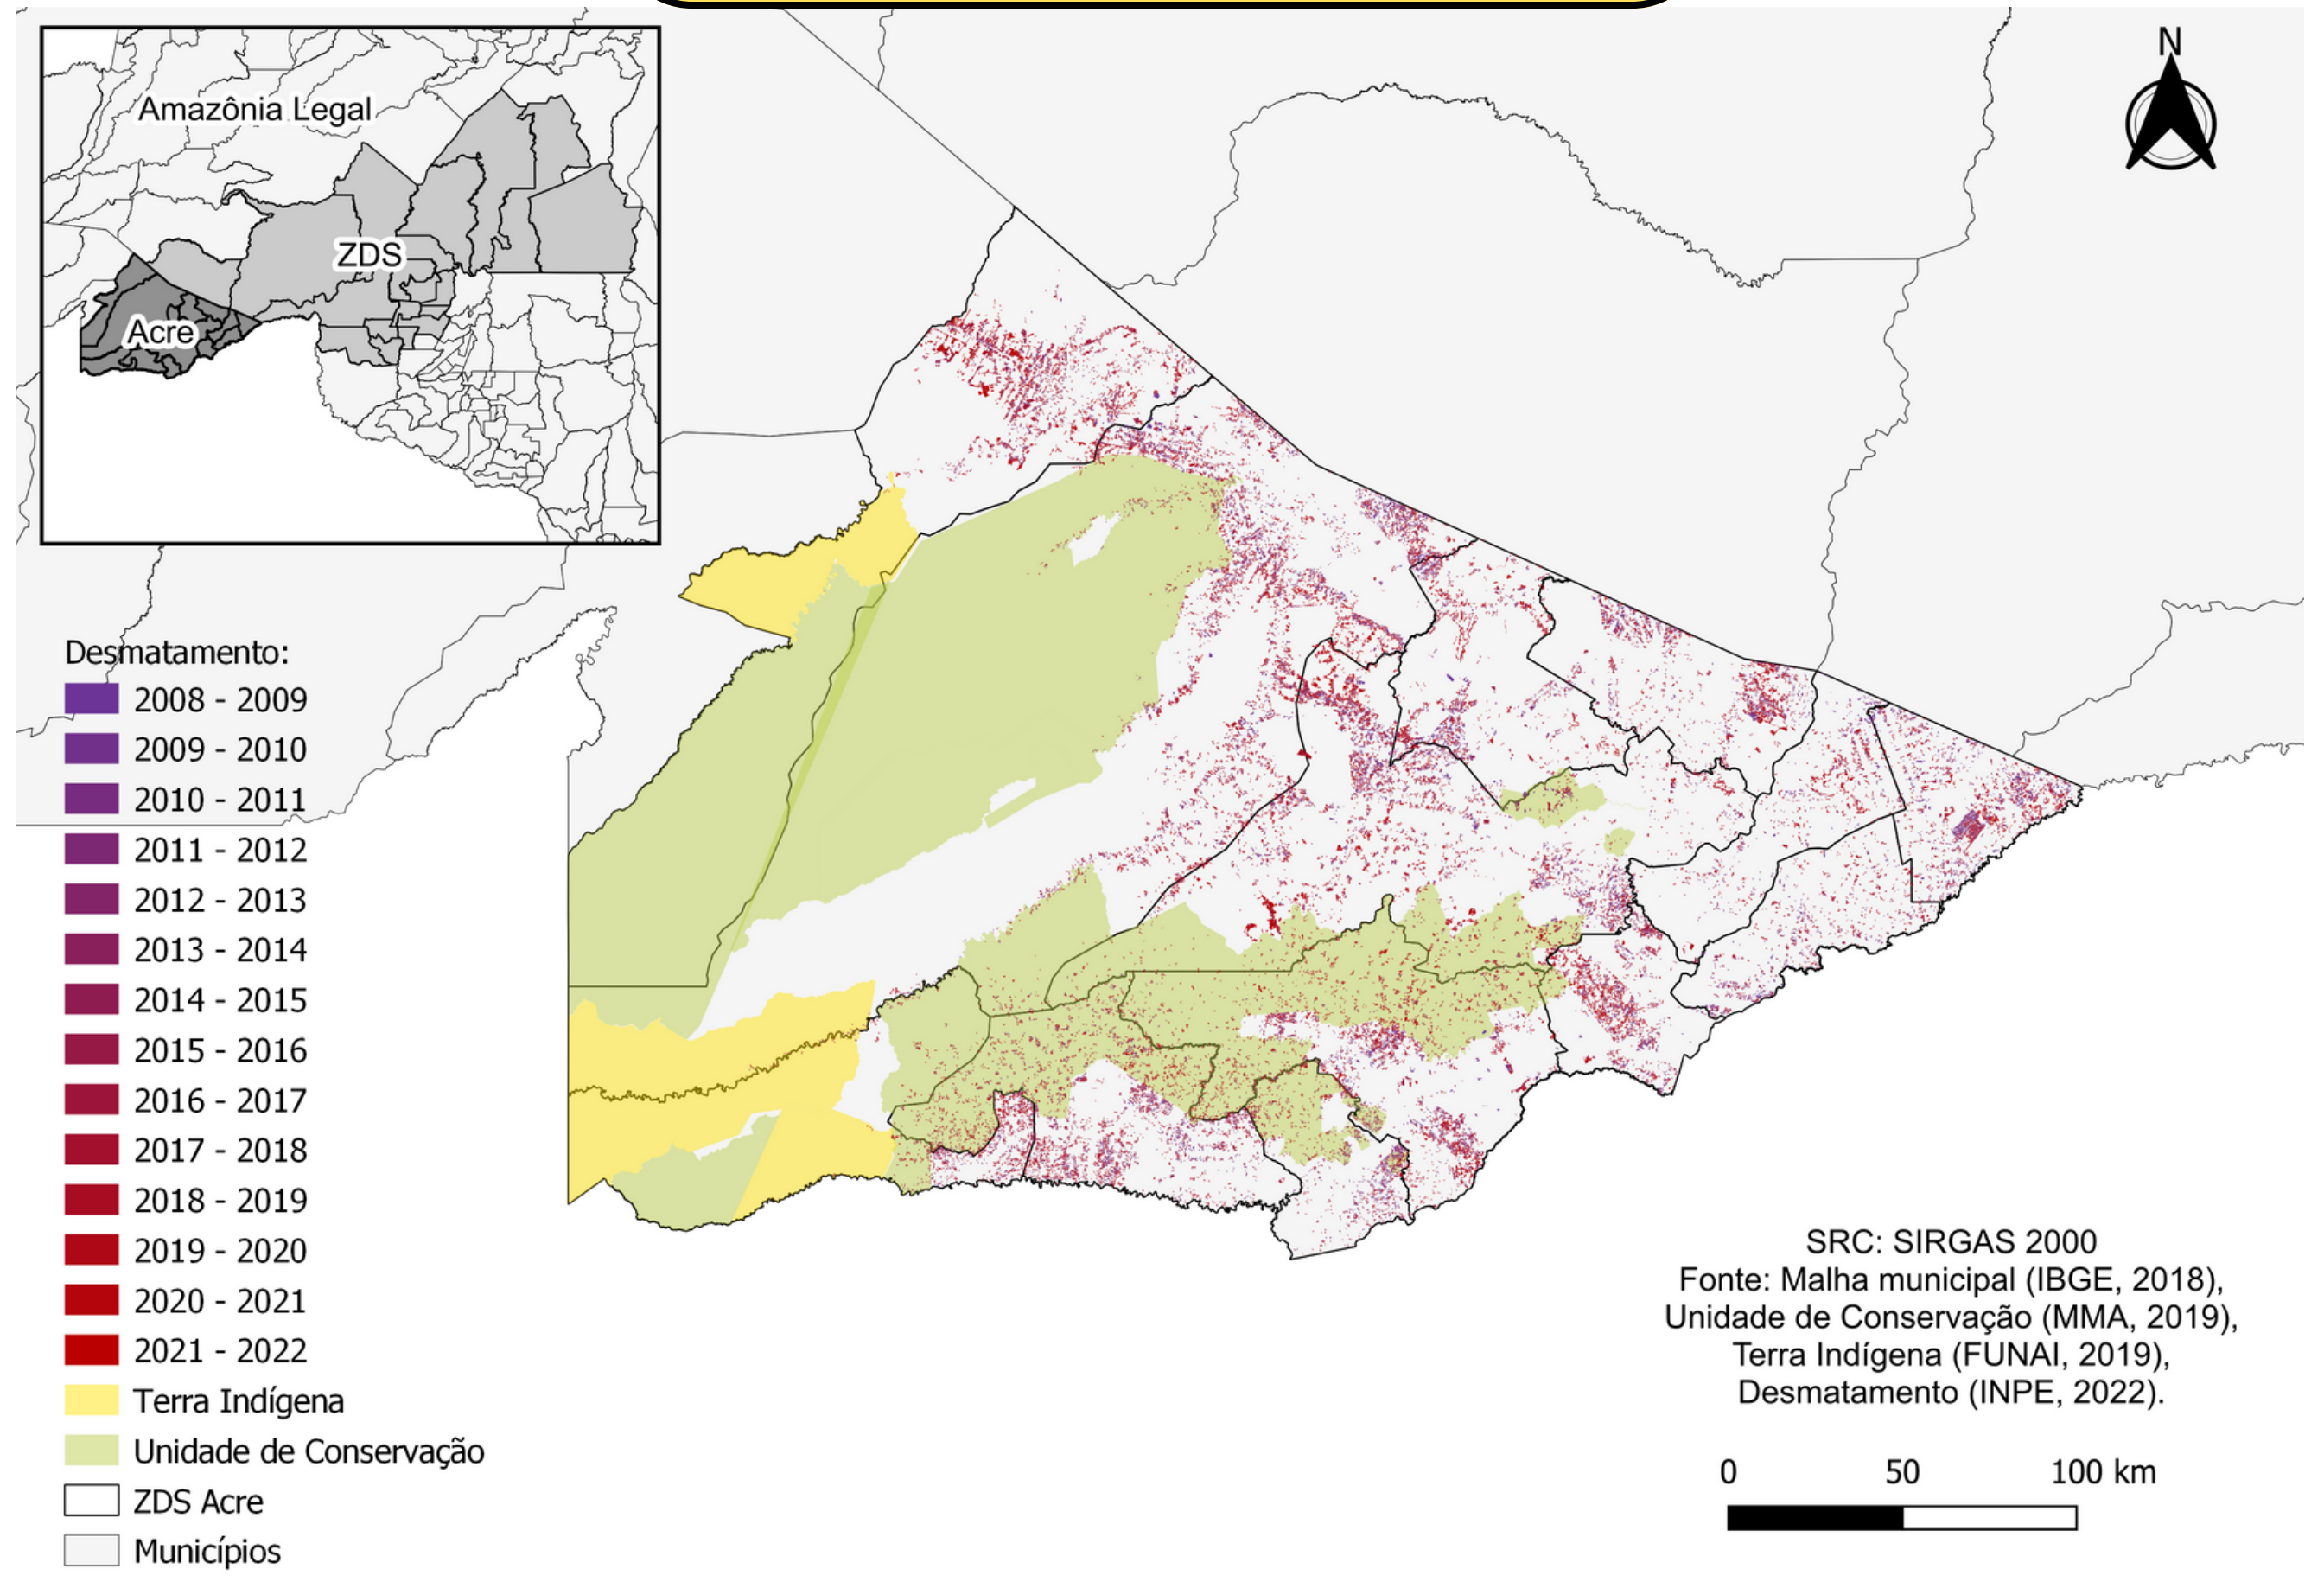 Amazônia Legal
ZDS
Acre
N
Desmatamento:
2008 - 2009
2009 - 2010
2010 - 2011
2011 - 2012
2012 - 2013
2013 - 2014
2014 - 2015
2015 - 2016
2016 - 2017
2017 - 2018
2018 - 2019
2019 - 2020
2020 - 2021
2021 - 2022
Terra Indígena
Unidade de Conservação
ZDS Acre
Municípios
SRC: SIRGAS 2000
Fonte: Malha municipal (IBGE, 2018),
Unidade de Conservação (MMA, 2019),
Terra Indígena (FUNAI, 2019),
Desmatamento (INPE, 2022).
0 50 100 km